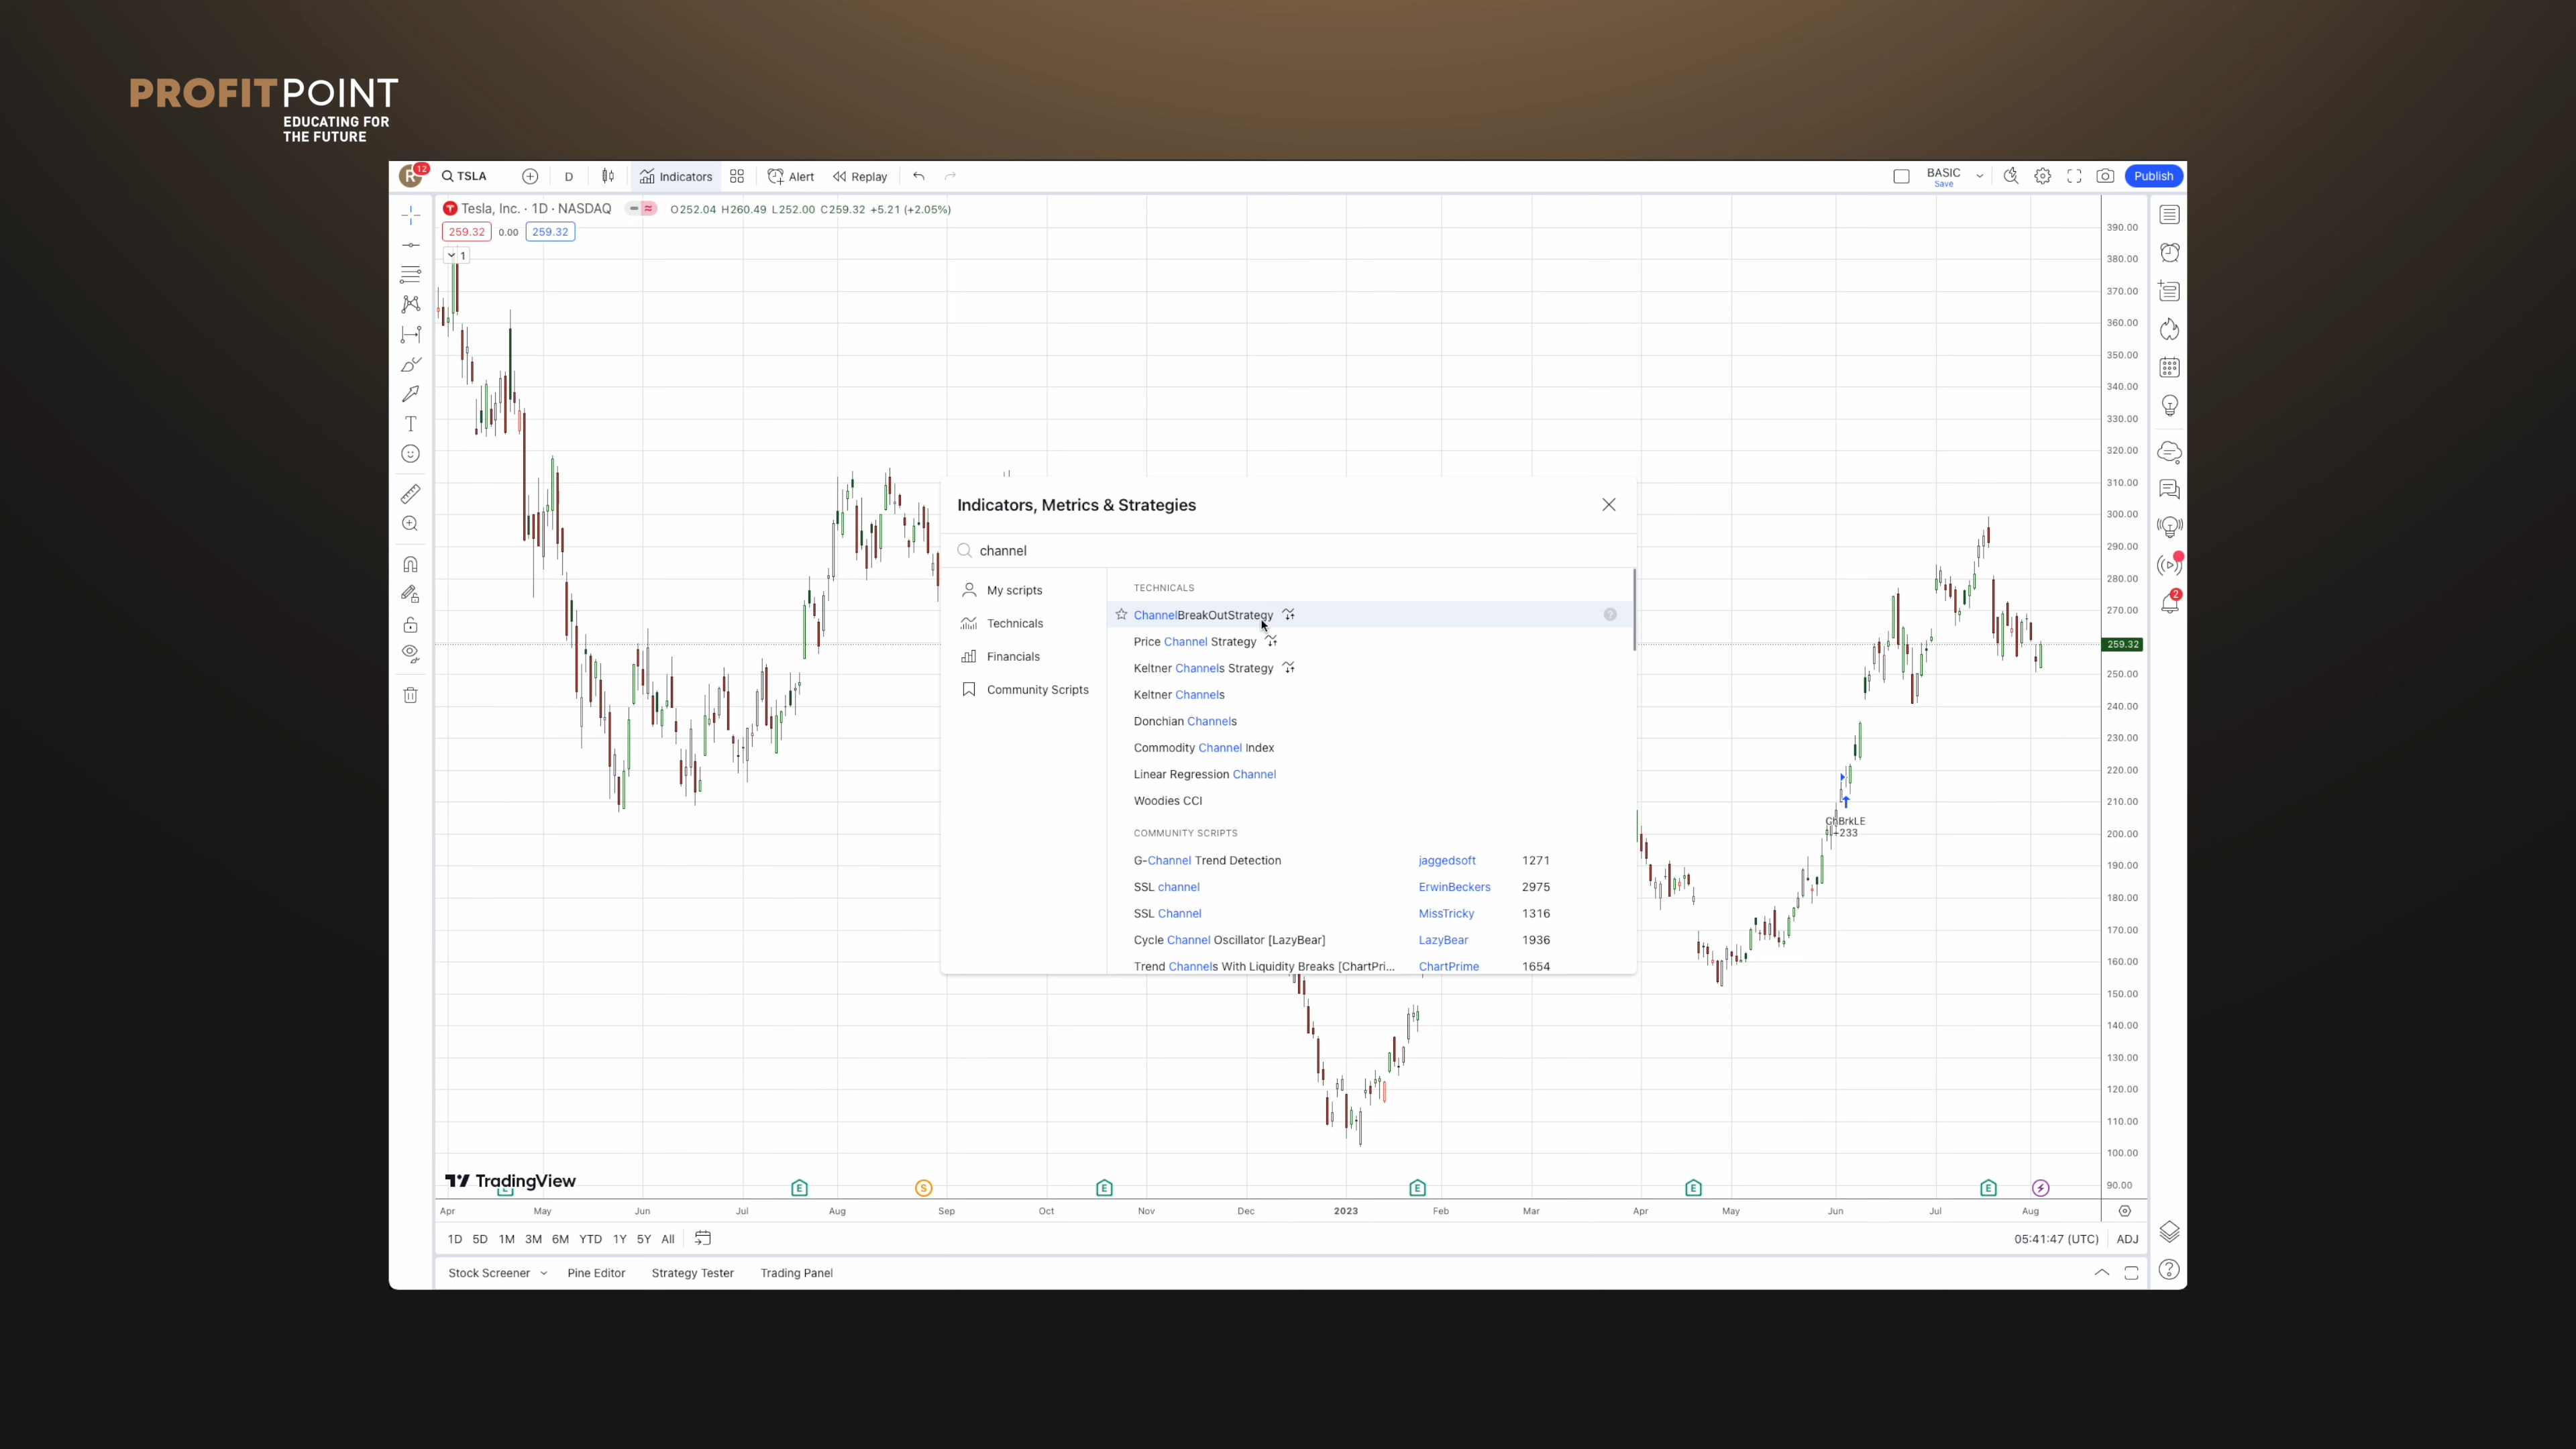 PROFITPOINT
EDUCATING FOR
THE FUTURE
R 12 TSLA D Indicators Alert Replay BASIC Save Publish
Tesla, Inc. · 1D · NASDAQ O252.04 H260.49 L252.00 C259.32 +5.21 (+2.05%)
259.32 0.00 259.32
1
390.00
380.00
370.00
360.00
350.00
340.00
330.00
320.00
310.00
300.00
290.00
280.00
270.00
259.32
250.00
240.00
230.00
220.00
210.00
200.00
190.00
180.00
170.00
160.00
150.00
140.00
130.00
120.00
110.00
100.00
90.00
2
Indicators, Metrics & Strategies
channel
My scripts
Technicals
Financials
Community Scripts
TECHNICALS
ChannelBreakOutStrategy
Price Channel Strategy
Keltner Channels Strategy
Keltner Channels
Donchian Channels
Commodity Channel Index
Linear Regression Channel
Woodies CCI
COMMUNITY SCRIPTS
G-Channel Trend Detection jaggedsoft 1271
SSL channel ErwinBeckers 2975
SSL Channel MissTricky 1316
Cycle Channel Oscillator [LazyBear] LazyBear 1936
Trend Channels With Liquidity Breaks [ChartPri... ChartPrime 1654
ChBrkLE
+233
TradingView
E E S E E E E
Apr May Jun Jul Aug Sep Oct Nov Dec 2023 Feb Mar Apr May Jun Jul Aug
1D 5D 1M 3M 6M YTD 1Y 5Y All 05:41:47 (UTC) ADJ
Stock Screener Pine Editor Strategy Tester Trading Panel